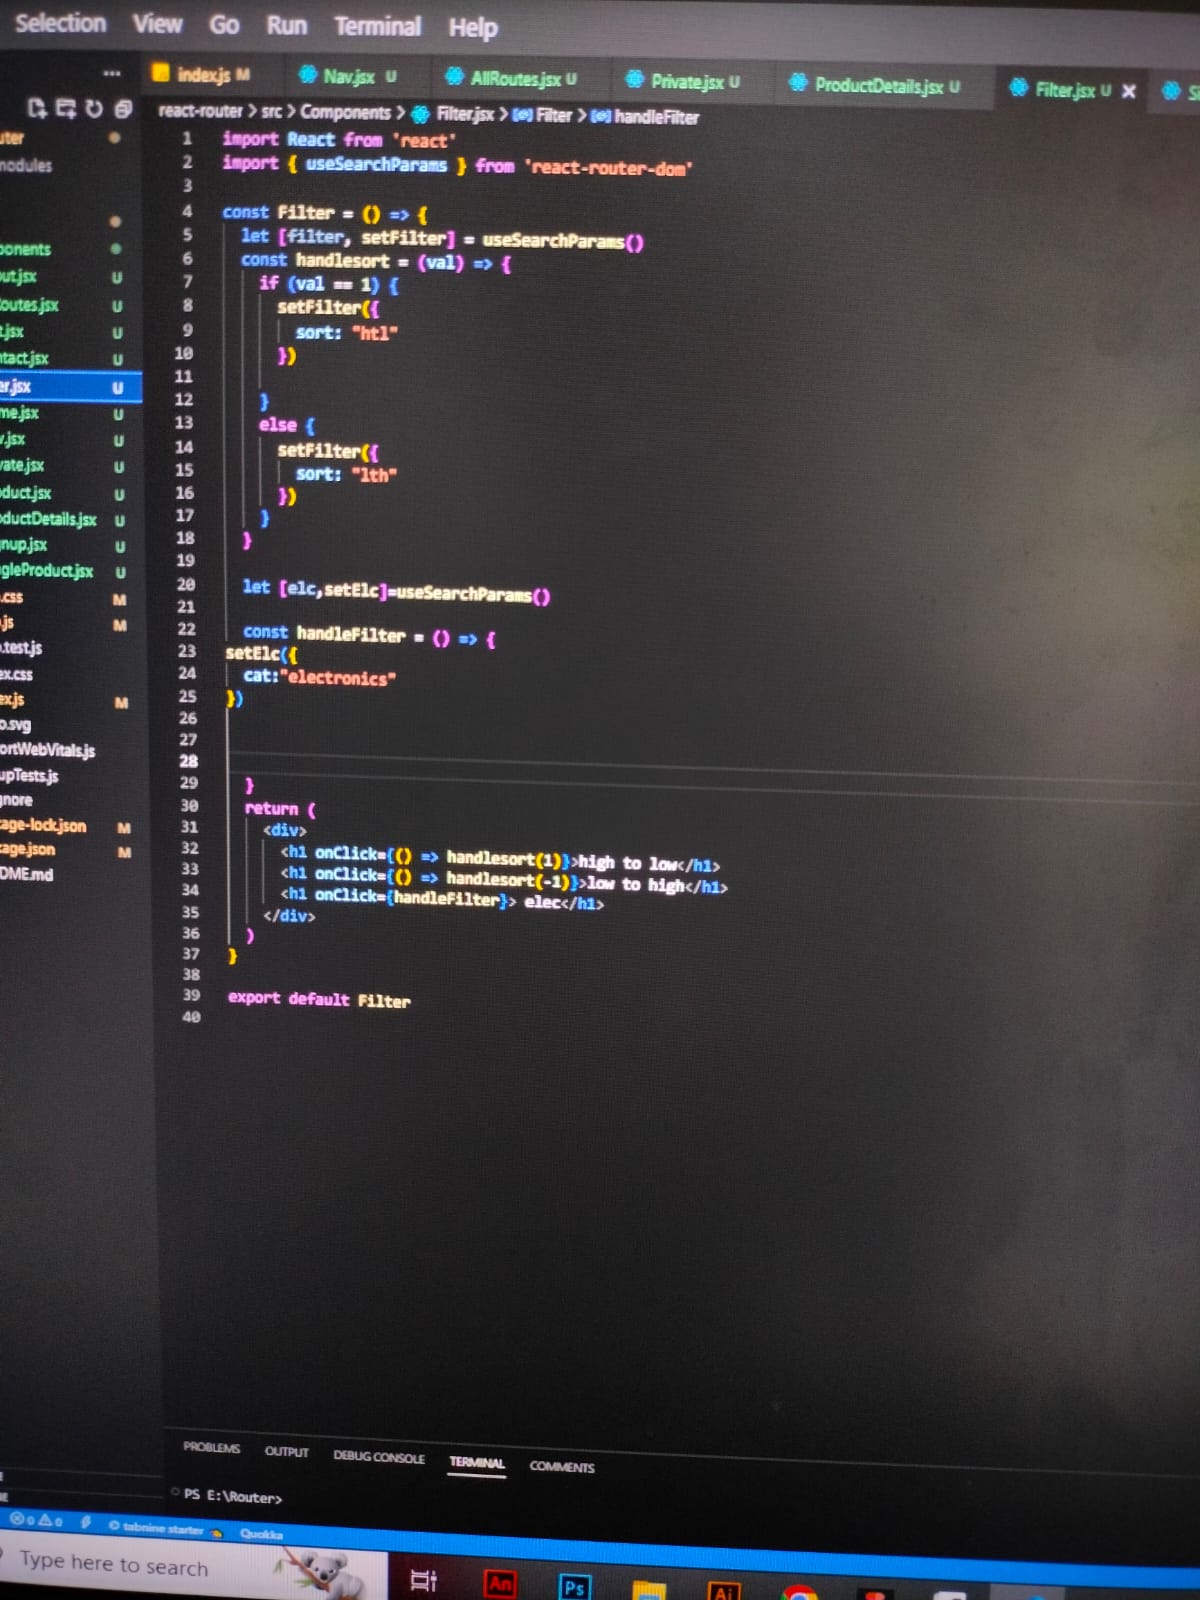 Selection View Go Run Terminal Help
index.js M Nav.jsx U AllRoutes.jsx U Private.jsx U ProductDetails.jsx U Filter.jsx U
react-router > src > Components > Filter.jsx > Filter > handleFilter
1 import React from 'react'
2 import { useSearchParams } from 'react-router-dom'
3
4 const Filter = () => {
5 let [filter, setFilter] = useSearchParams()
6 const handlesort = (val) => {
7 if (val == 1) {
8 setFilter({
9 sort: "htl"
10 })
11
12 }
13 else {
14 setFilter({
15 sort: "lth"
16 })
17 }
18 }
19
20 let [elc,setElc]=useSearchParams()
21
22 const handleFilter = () => {
23 setElc({
24 cat:"electronics"
25 })
26
27
28
29 }
30 return (
31 <div>
32 <h1 onClick={() => handlesort(1)}>high to low</h1>
33 <h1 onClick={() => handlesort(-1)}>low to high</h1>
34 <h1 onClick={handleFilter}> elec</h1>
35 </div>
36 )
37 }
38
39 export default Filter
40
uter
modules
ponents
out.jsx U
Routes.jsx U
t.jsx U
ntact.jsx U
er.jsx U
me.jsx U
v.jsx U
vate.jsx U
duct.jsx U
ductDetails.jsx U
nup.jsx U
gleProduct.jsx U
.css M
.js M
.test.js
ex.css
ex.js M
o.svg
ortWebVitals.js
upTests.js
gnore
age-lock.json M
age.json M
DME.md
PROBLEMS OUTPUT DEBUG CONSOLE TERMINAL COMMENTS
PS E:\Router>
0 0 tabnine starter Quokka
Type here to search
An Ps Ai